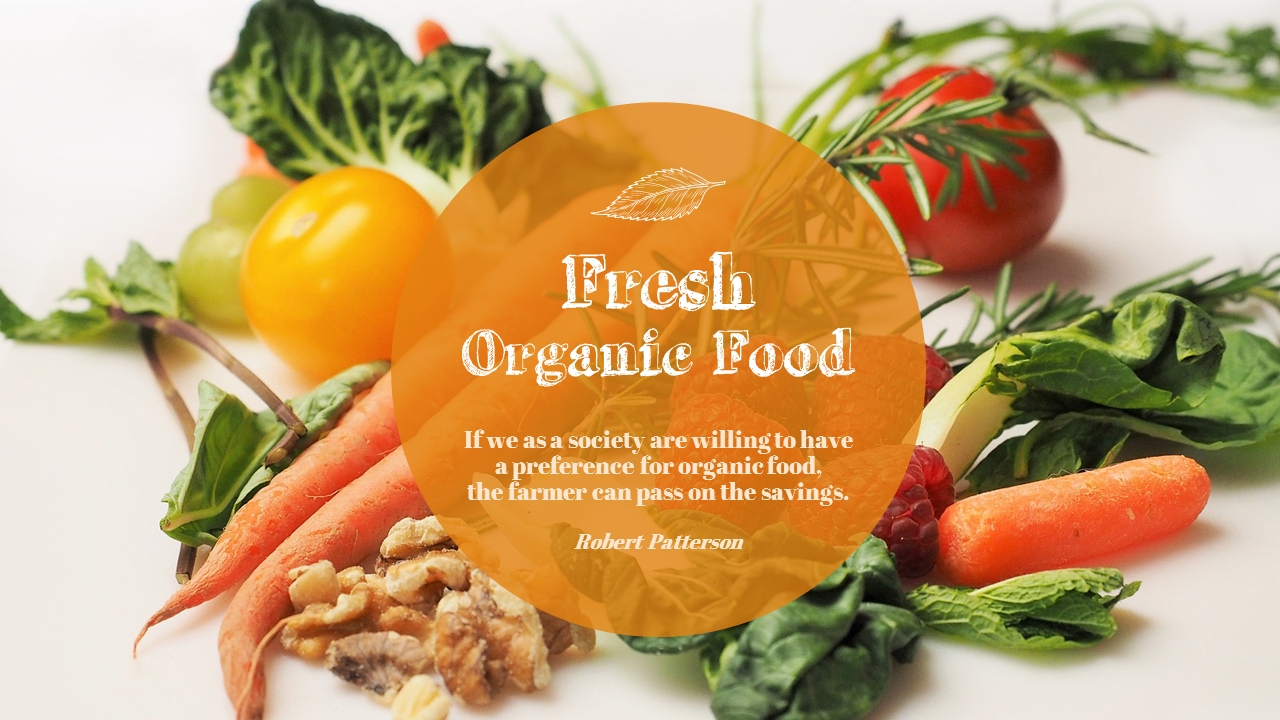 Fresh
Organic Food
If we as a society are willing to have
a preference for organic food,
the farmer can pass on the savings.
Robert Patterson